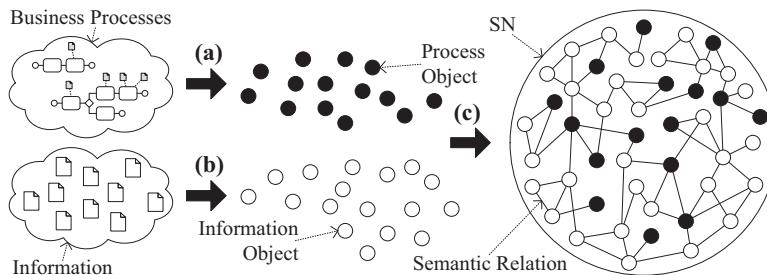 Business Processes
(a)
Process
Object
(c)
SN
(b)
Information
Information
Object
Semantic Relation